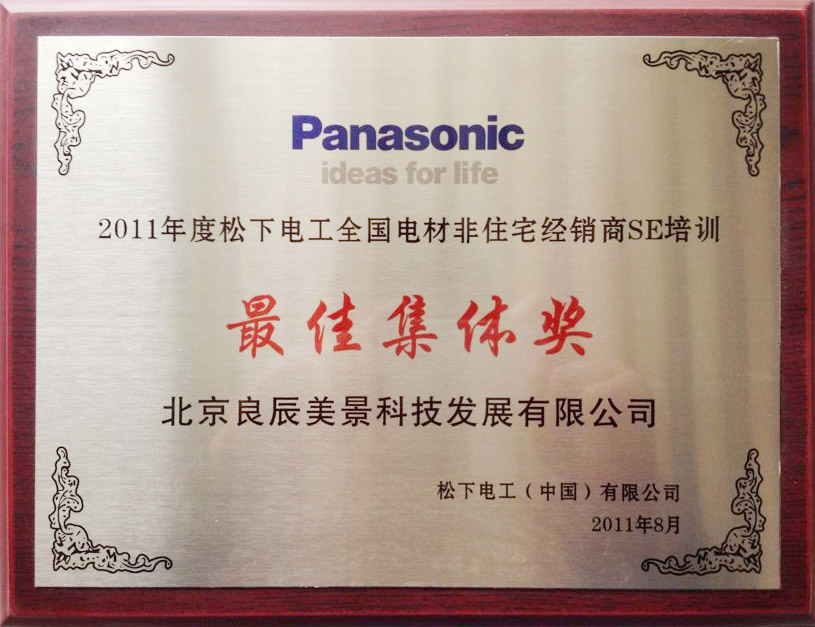 Panasonic
ideas for life
2011年度松下电工全国电材非住宅经销商SE培训
最佳集体奖
北京良辰美景科技发展有限公司
松下电工（中国）有限公司
2011年8月